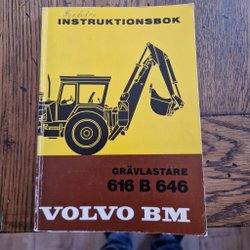 INSTRUKTIONSBOK
GRÄVLASTARE
616 B 646
VOLVO BM